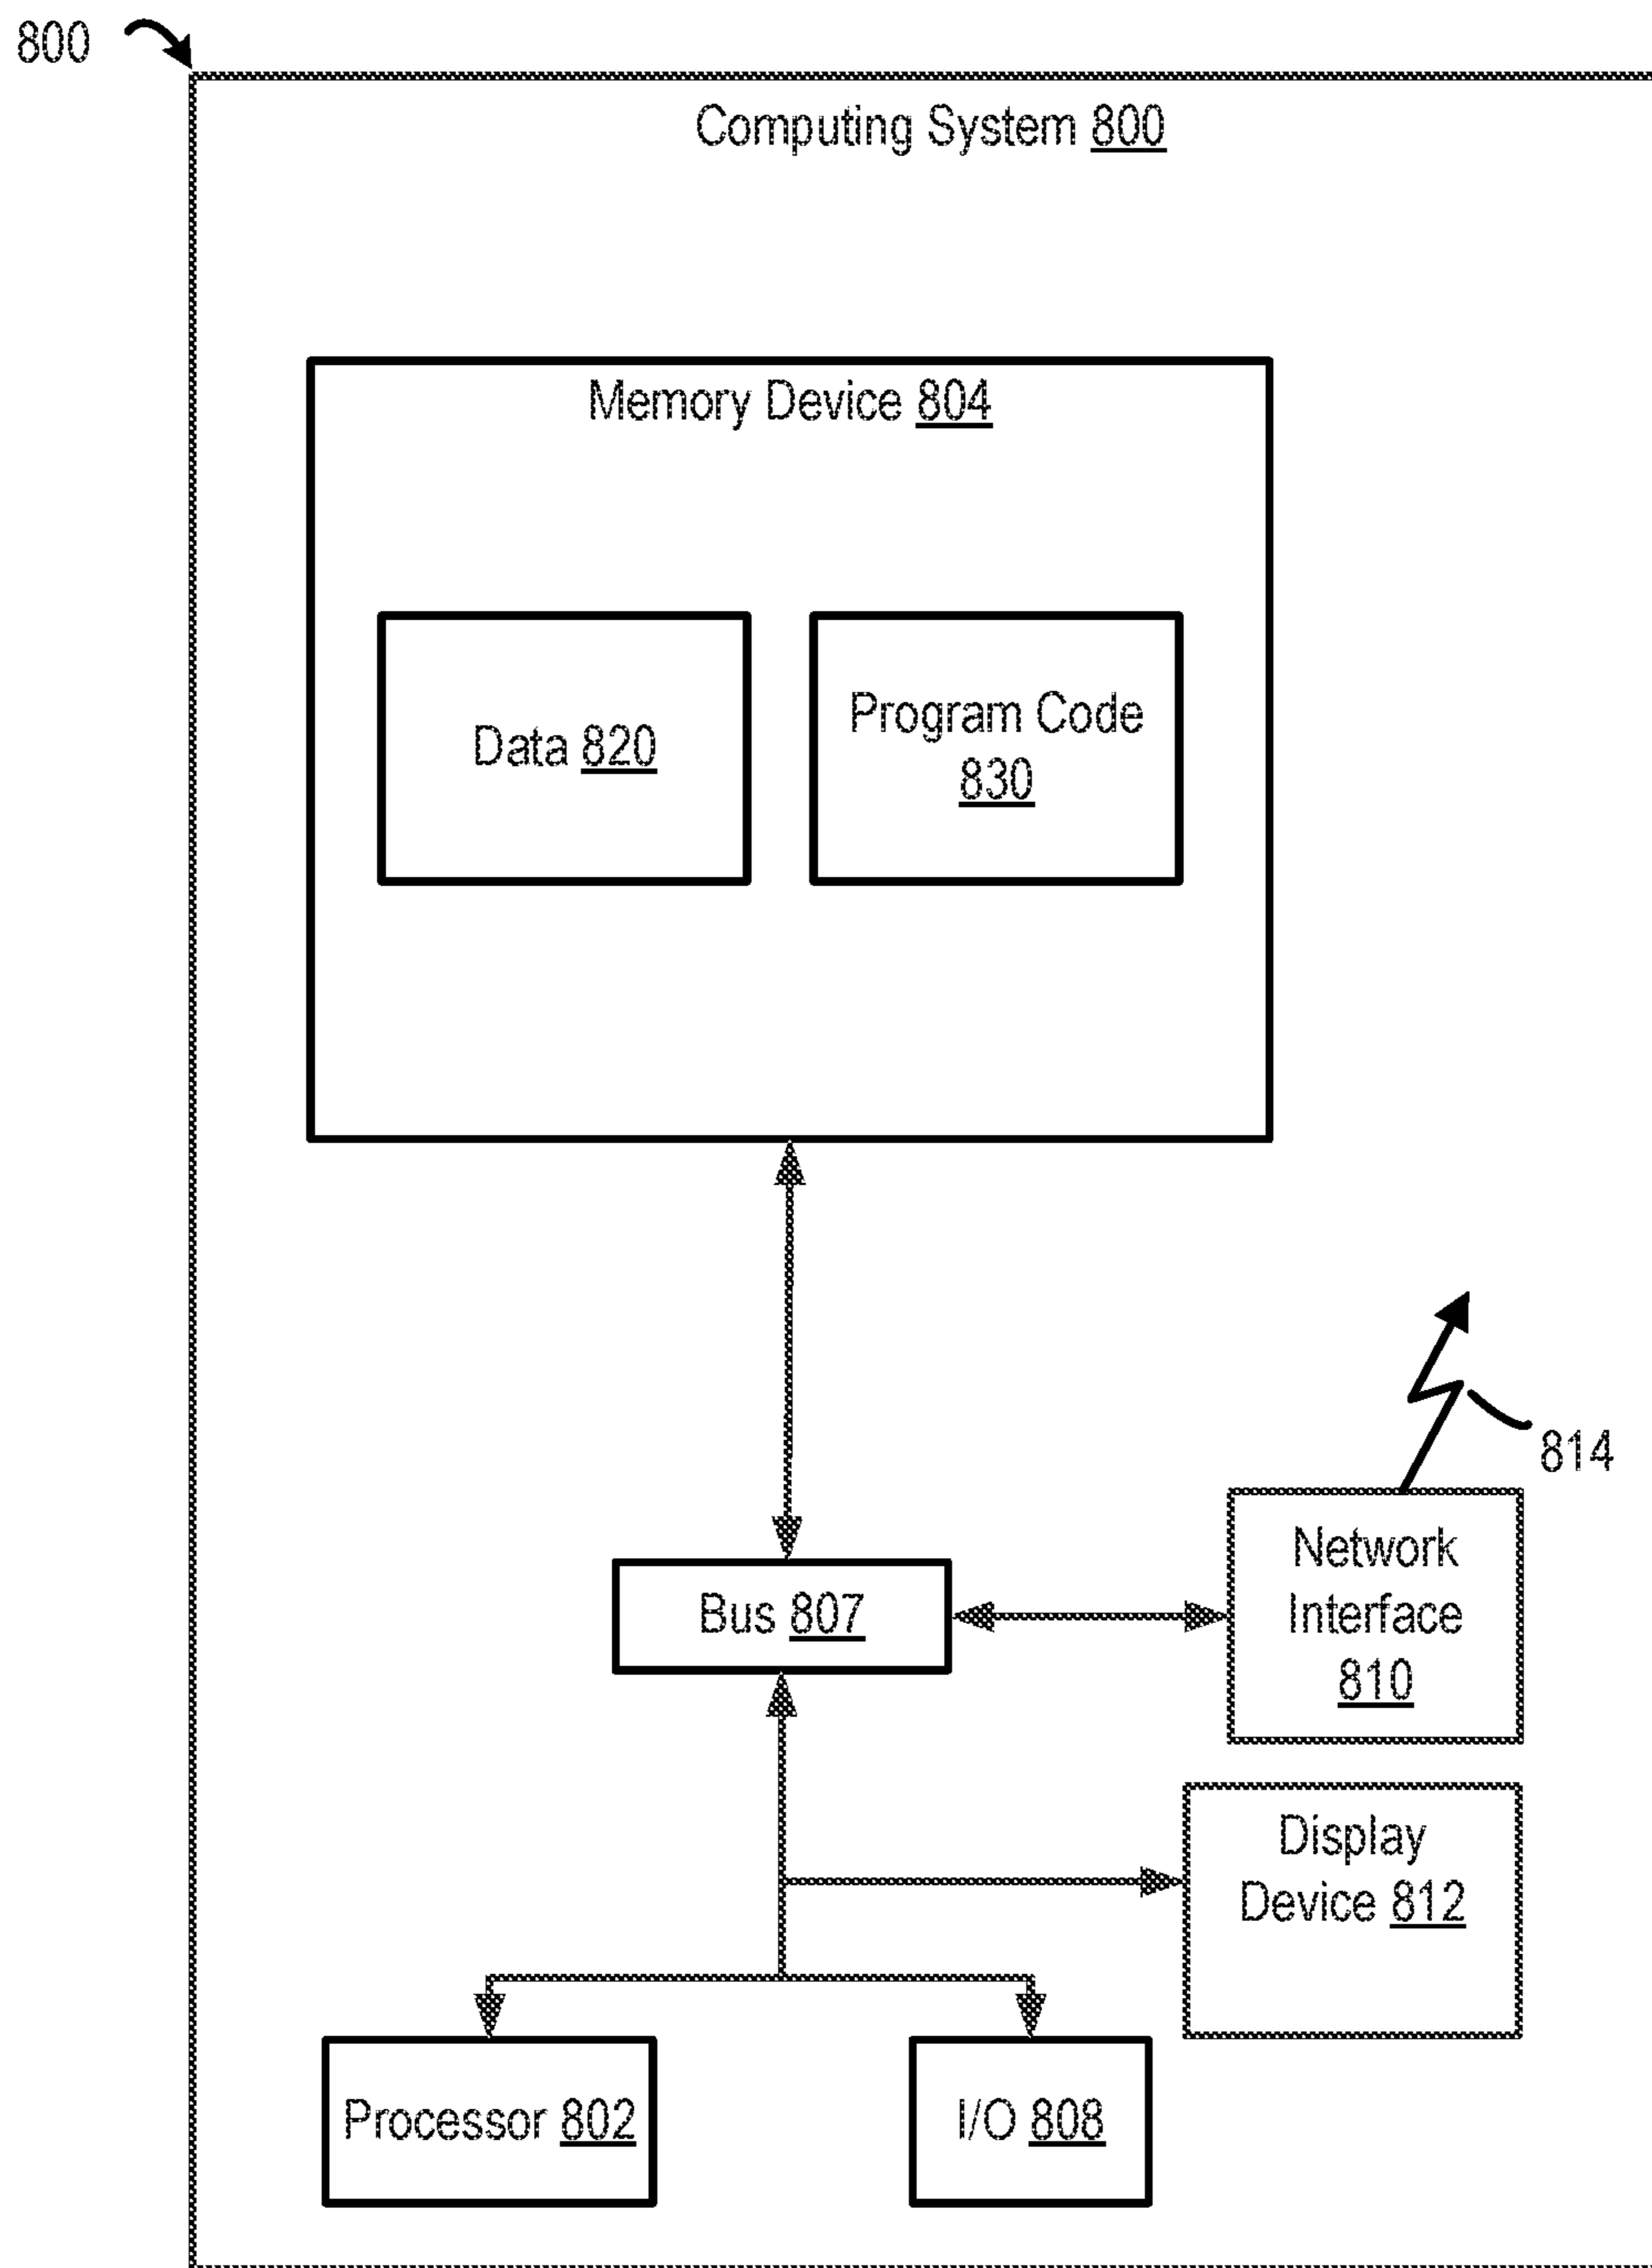 800
Computing System 800
Memory Device 804
Data 820
Program Code
830
814
Network
Interface
810
Bus 807
Display
Device 812
Processor 802
I/O 808